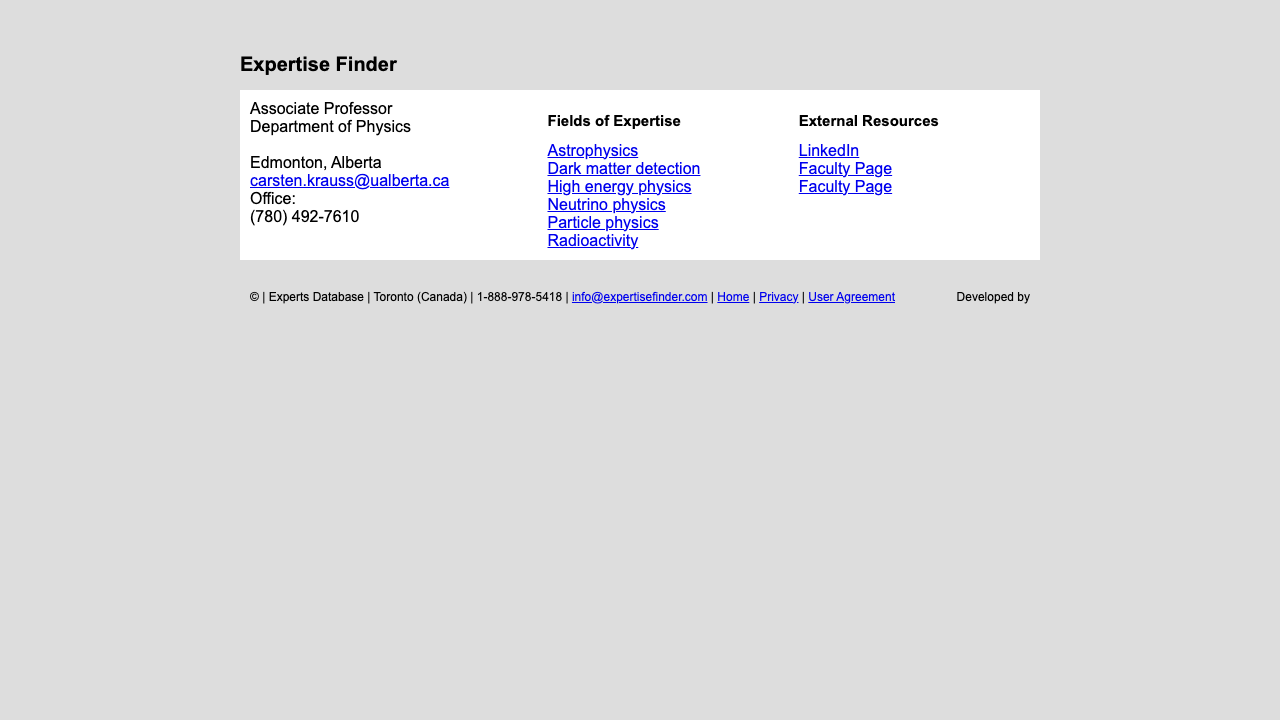 Expertise Finder
Associate Professor
Department of Physics
Edmonton, Alberta
carsten.krauss@ualberta.ca
Office:
(780) 492-7610
Fields of Expertise
Astrophysics
Dark matter detection
High energy physics
Neutrino physics
Particle physics
Radioactivity
External Resources
LinkedIn
Faculty Page
Faculty Page
© | Experts Database | Toronto (Canada) | 1-888-978-5418 | info@expertisefinder.com | Home | Privacy | User Agreement
Developed by